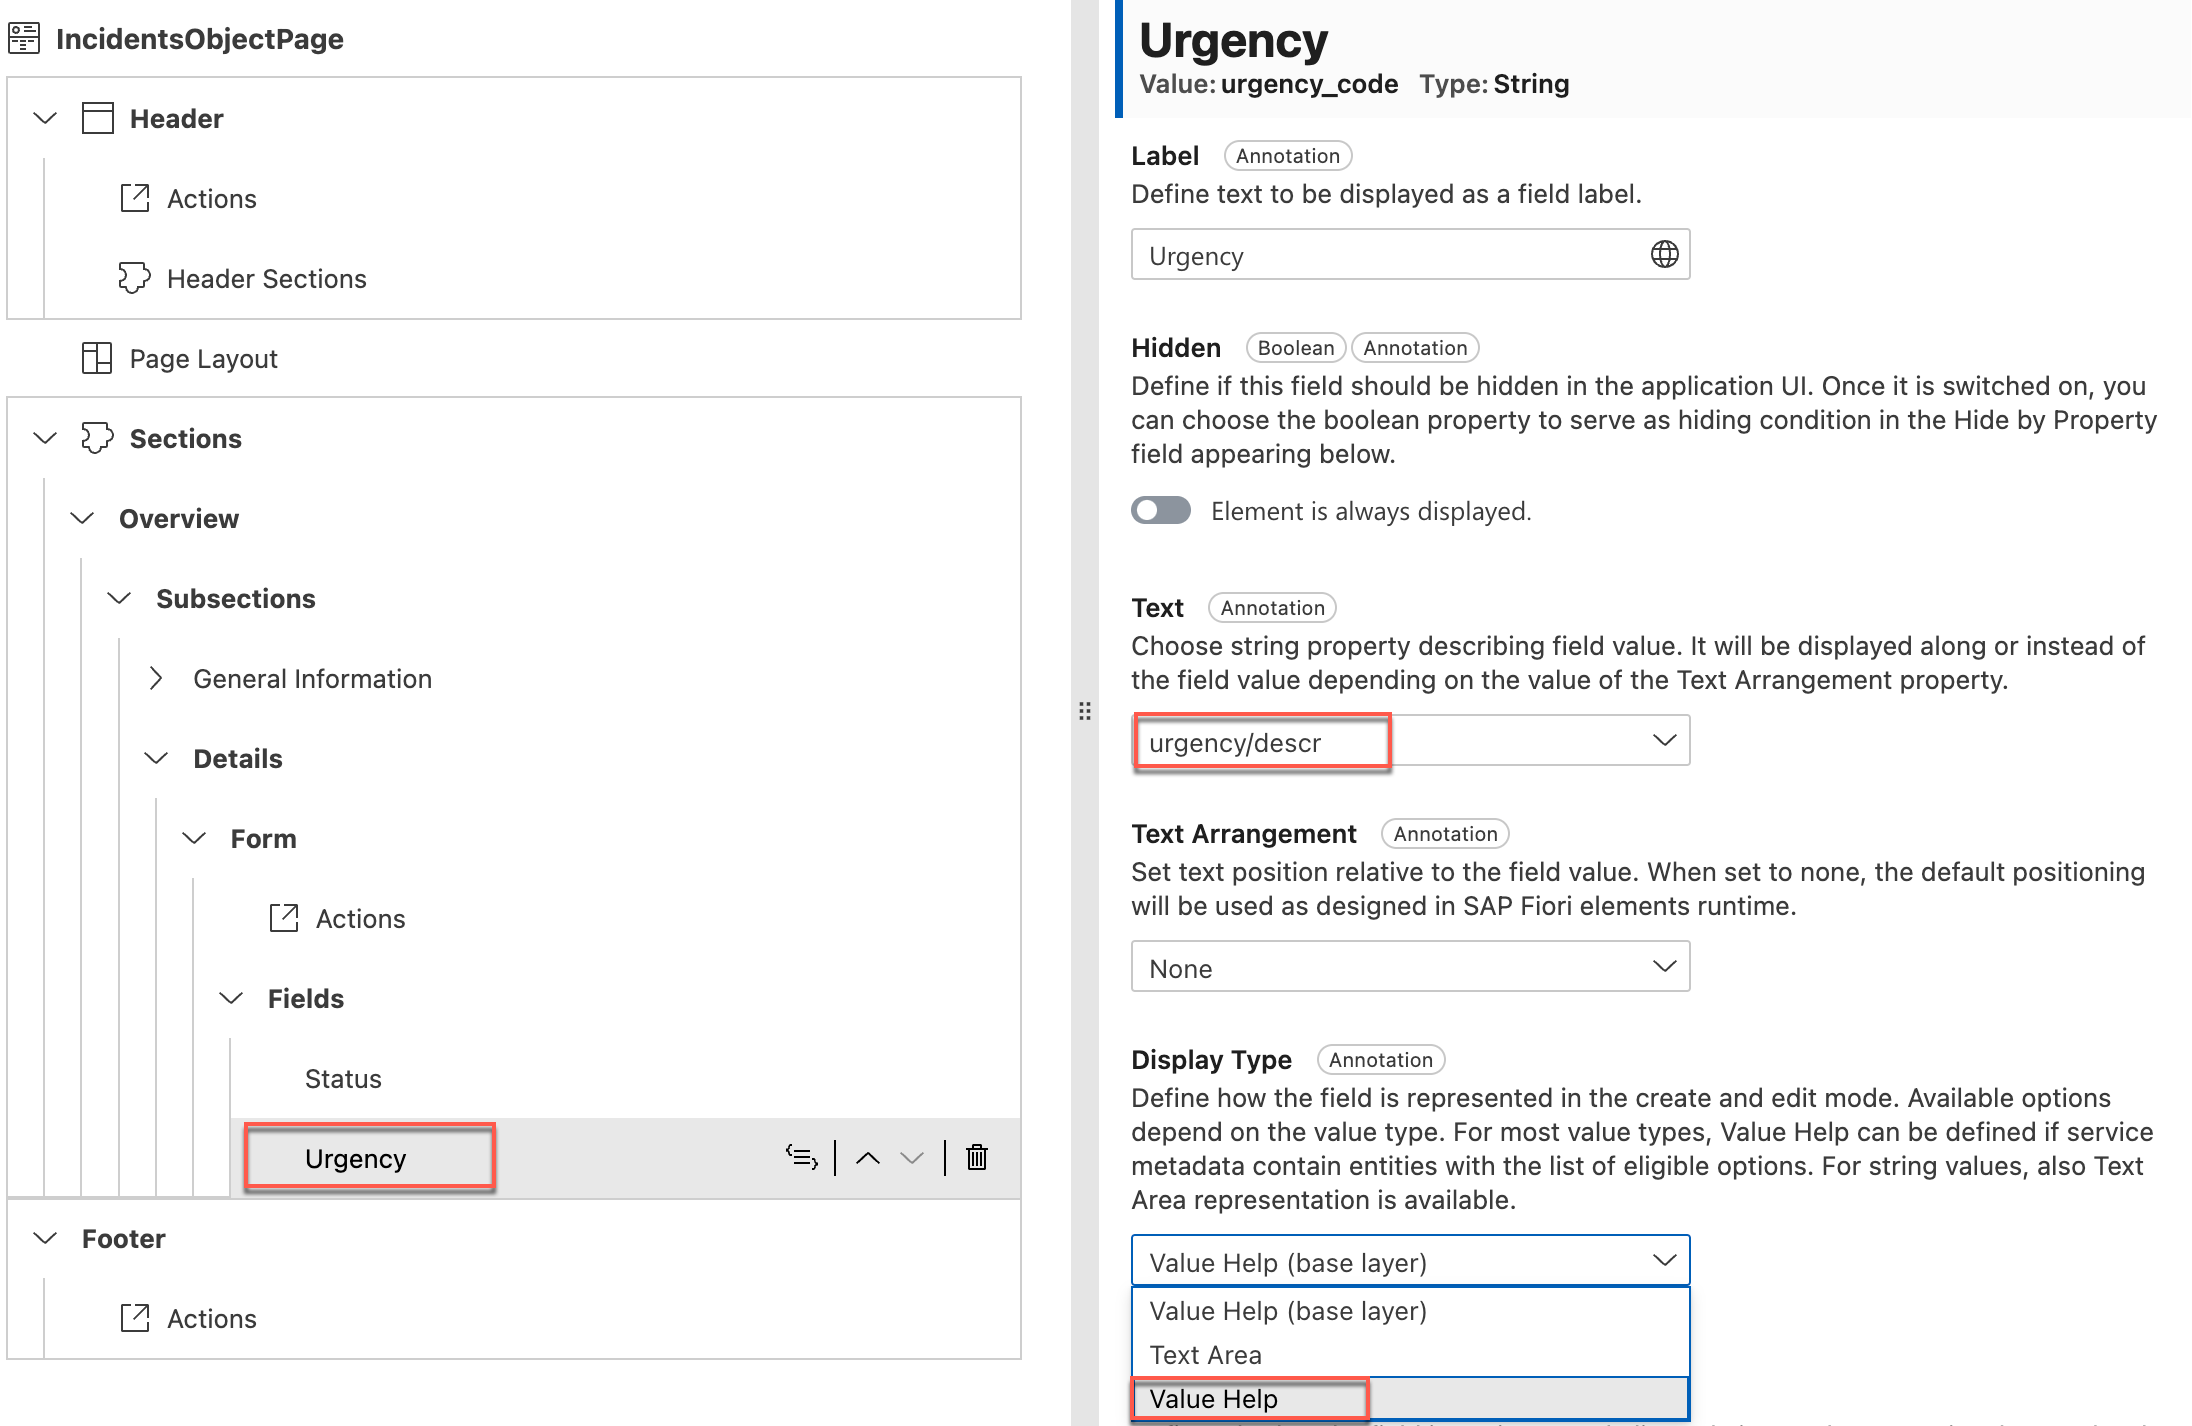 IncidentsObjectPage
Header
Actions
Header Sections
Page Layout
Sections
Overview
Subsections
General Information
Details
Form
Actions
Fields
Status
Urgency
Footer
Actions
Urgency
Value: urgency_code Type: String
Label Annotation
Define text to be displayed as a field label.
Urgency
Hidden Boolean Annotation
Define if this field should be hidden in the application UI. Once it is switched on, you
can choose the boolean property to serve as hiding condition in the Hide by Property
field appearing below.
Element is always displayed.
Text Annotation
Choose string property describing field value. It will be displayed along or instead of
the field value depending on the value of the Text Arrangement property.
urgency/descr
Text Arrangement Annotation
Set text position relative to the field value. When set to none, the default positioning
will be used as designed in SAP Fiori elements runtime.
None
Display Type Annotation
Define how the field is represented in the create and edit mode. Available options
depend on the value type. For most value types, Value Help can be defined if service
metadata contain entities with the list of eligible options. For string values, also Text
Area representation is available.
Value Help (base layer)
Value Help (base layer)
Text Area
Value Help